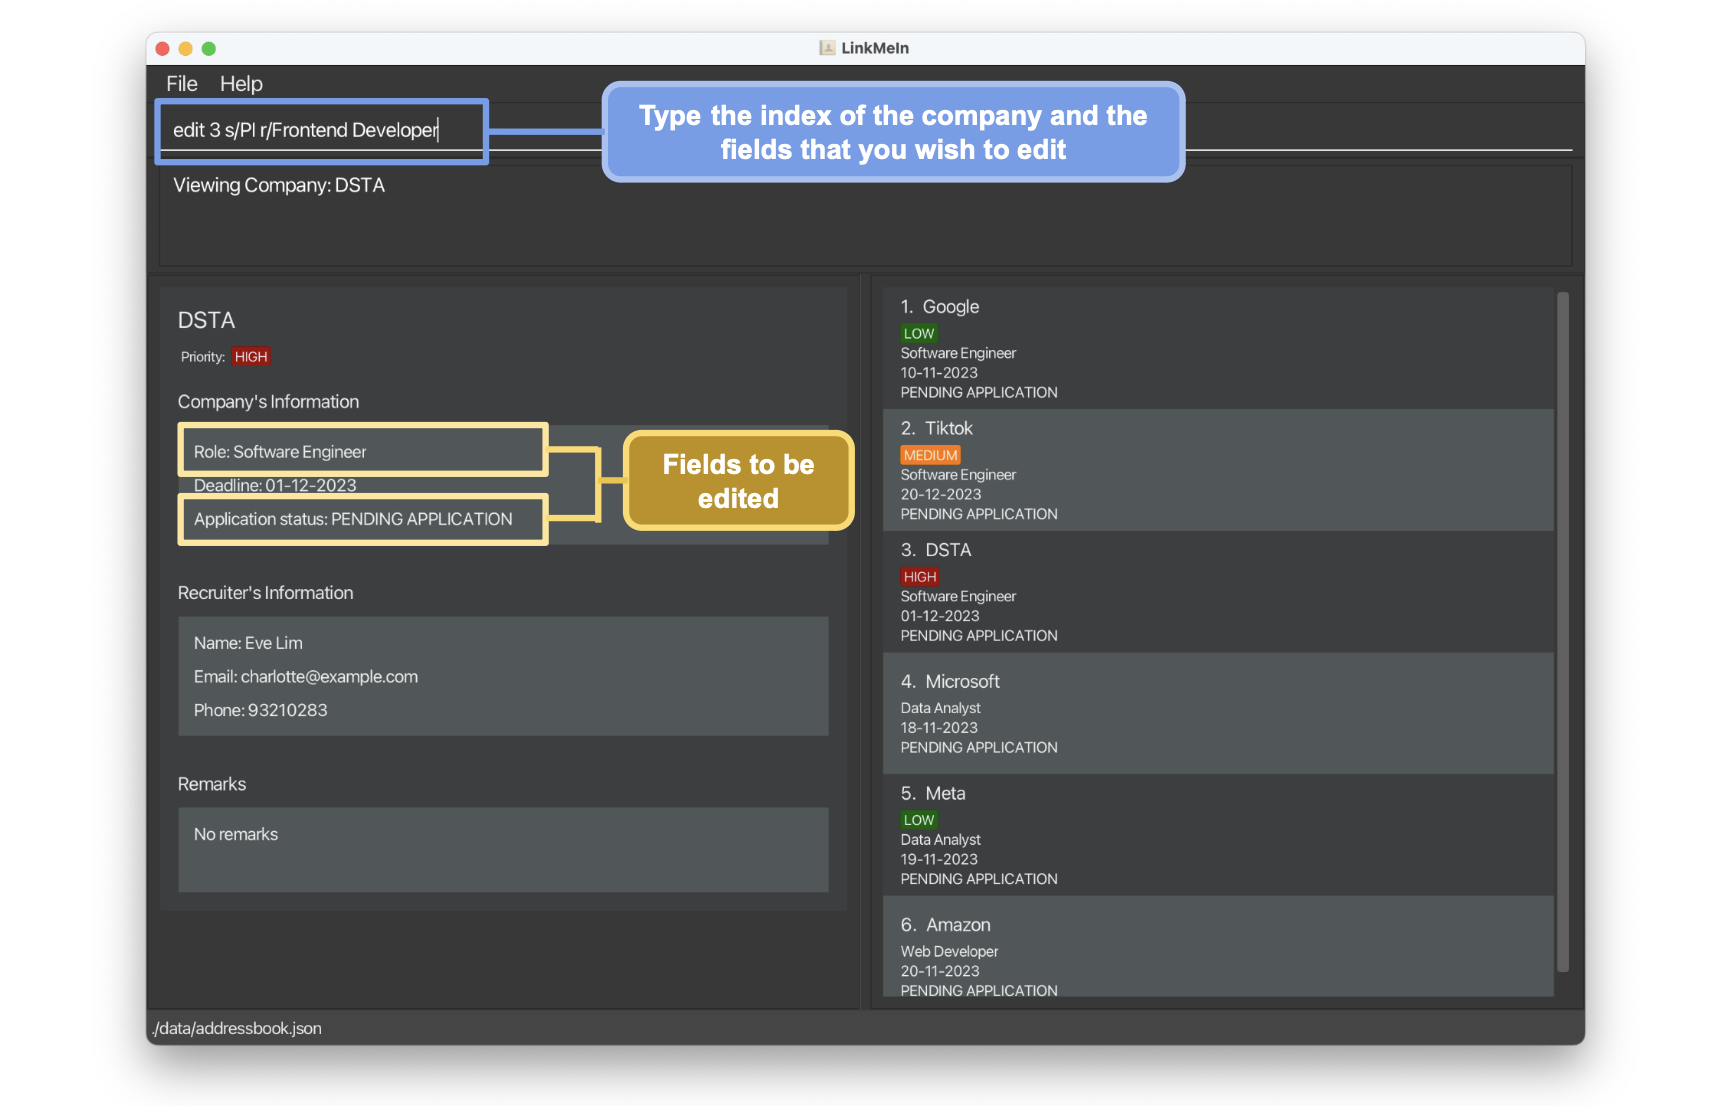 LinkMeIn
File Help
edit 3 s/PI r/Frontend Developer
Type the index of the company and the
fields that you wish to edit
Viewing Company: DSTA
DSTA
Priority: HIGH
Company's Information
Role: Software Engineer
Deadline: 01-12-2023
Application status: PENDING APPLICATION
Fields to be
edited
Recruiter's Information
Name: Eve Lim
Email: charlotte@example.com
Phone: 93210283
Remarks
No remarks
1. Google
LOW
Software Engineer
10-11-2023
PENDING APPLICATION
2. Tiktok
MEDIUM
Software Engineer
20-12-2023
PENDING APPLICATION
3. DSTA
HIGH
Software Engineer
01-12-2023
PENDING APPLICATION
4. Microsoft
Data Analyst
18-11-2023
PENDING APPLICATION
5. Meta
LOW
Data Analyst
19-11-2023
PENDING APPLICATION
6. Amazon
Web Developer
20-11-2023
PENDING APPLICATION
./data/addressbook.json